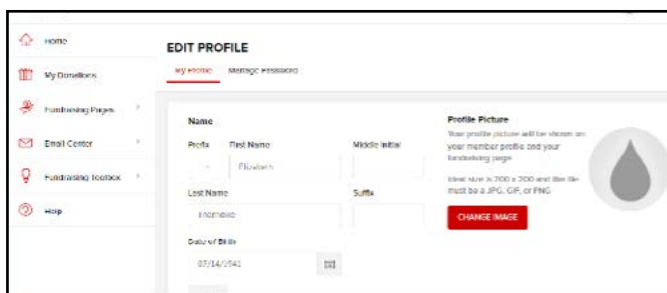 Home
My Donations
Fundraising Pages
Email Center
Fundraising Toolbox
Help
EDIT PROFILE
My Profile Manage Password
Name
Prefix First Name Middle Initial
Elizabeth
Last Name Suffix
Date of Birth
07/14/1941
Profile Picture
Your profile picture will be shown on
your member profile and your
fundraising page
Ideal size is 200 x 200 and the file
must be a JPG, GIF, or PNG
CHANGE IMAGE